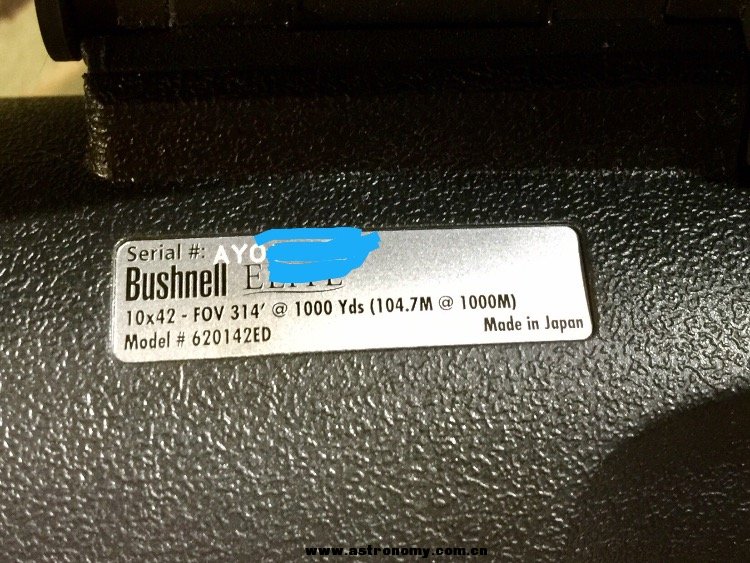 Serial #: AYO
Bushnell ELITE
10x42 - FOV 314' @ 1000 Yds (104.7M @ 1000M)
Model # 620142ED
Made in Japan
www.astronomy.com.cn